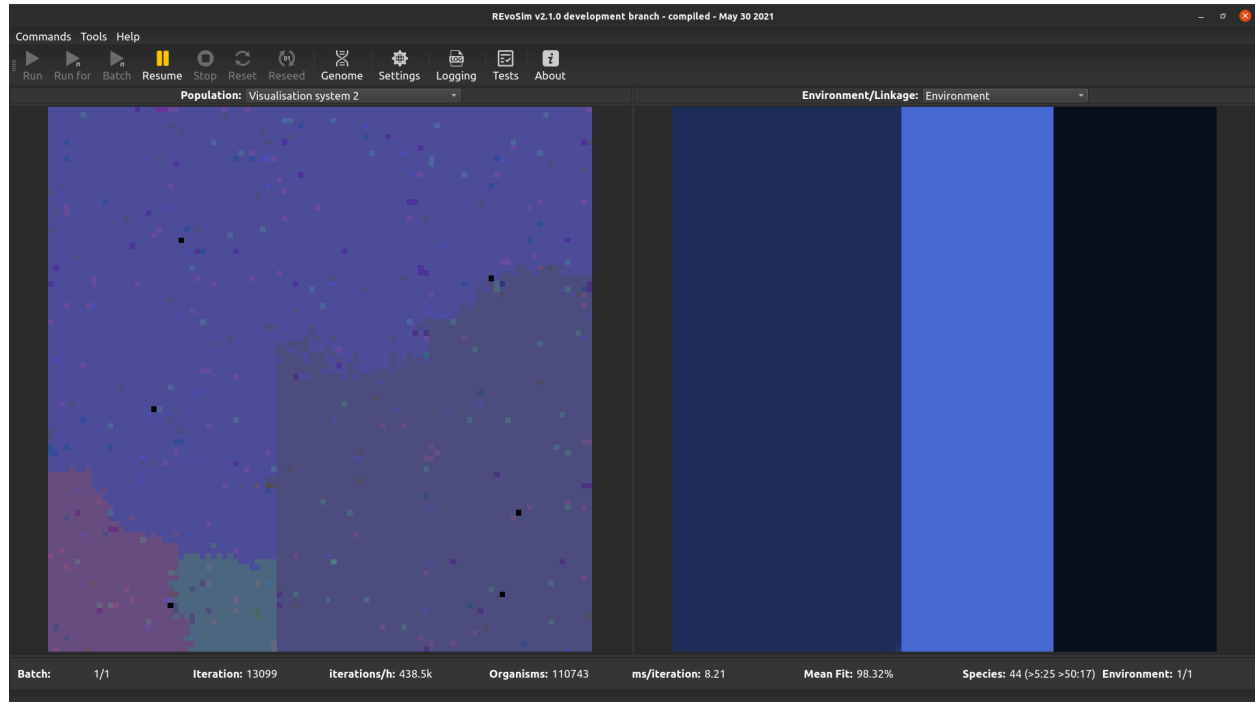 REvoSim v2.1.0 development branch - compiled - May 30 2021
Commands Tools Help
Run Run for Batch Resume Stop Reset Reseed Genome Settings Logging Tests About
Population: Visualisation system 2 Environment/Linkage: Environment
Batch: 1/1 Iteration: 13099 iterations/h: 438.5k Organisms: 110743 ms/iteration: 8.21 Mean Fit: 98.32% Species: 44 (>5:25 >50:17) Environment: 1/1